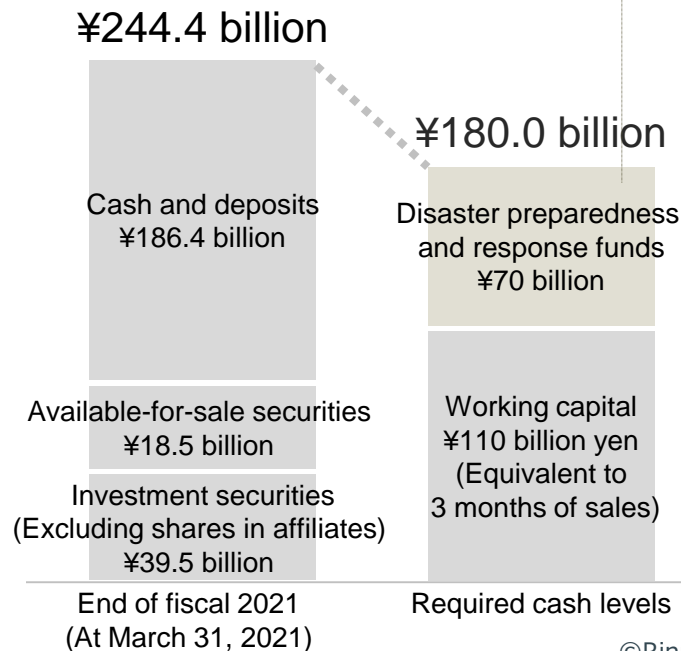 ¥244.4 billion
Cash and deposits
¥186.4 billion
Available-for-sale securities
¥18.5 billion
Investment securities
(Excluding shares in affiliates)
¥39.5 billion
End of fiscal 2021
(At March 31, 2021)
¥180.0 billion
Disaster preparedness
and response funds
¥70 billion
Working capital
¥110 billion yen
(Equivalent to
3 months of sales)
Required cash levels